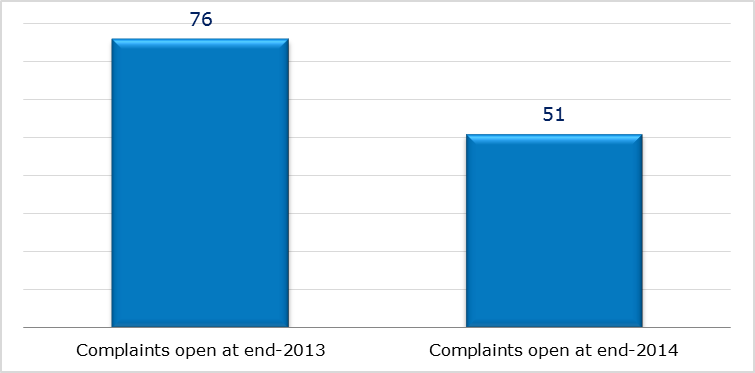 76
51
Complaints open at end-2013
Complaints open at end-2014